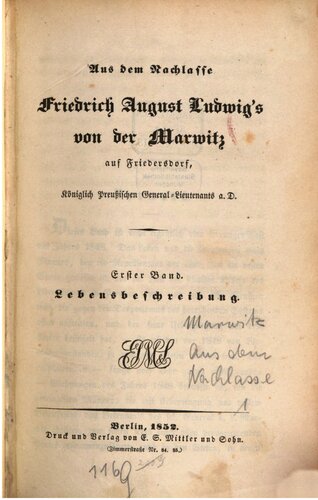 Aus dem Nachlasse
Friedrich August Ludwig's
von der Marwitz
auf Friedersdorf,
Königlich Preußischen General-Lieutenants a. D.
Erster Band.
Lebensbeschreibung.
Marwitz
Aus dem
Nachlasse
1
Berlin, 1852.
Druck und Verlag von E. S. Mittler und Sohn.
(Zimmerstraße Nr. 84. 85.)
1169